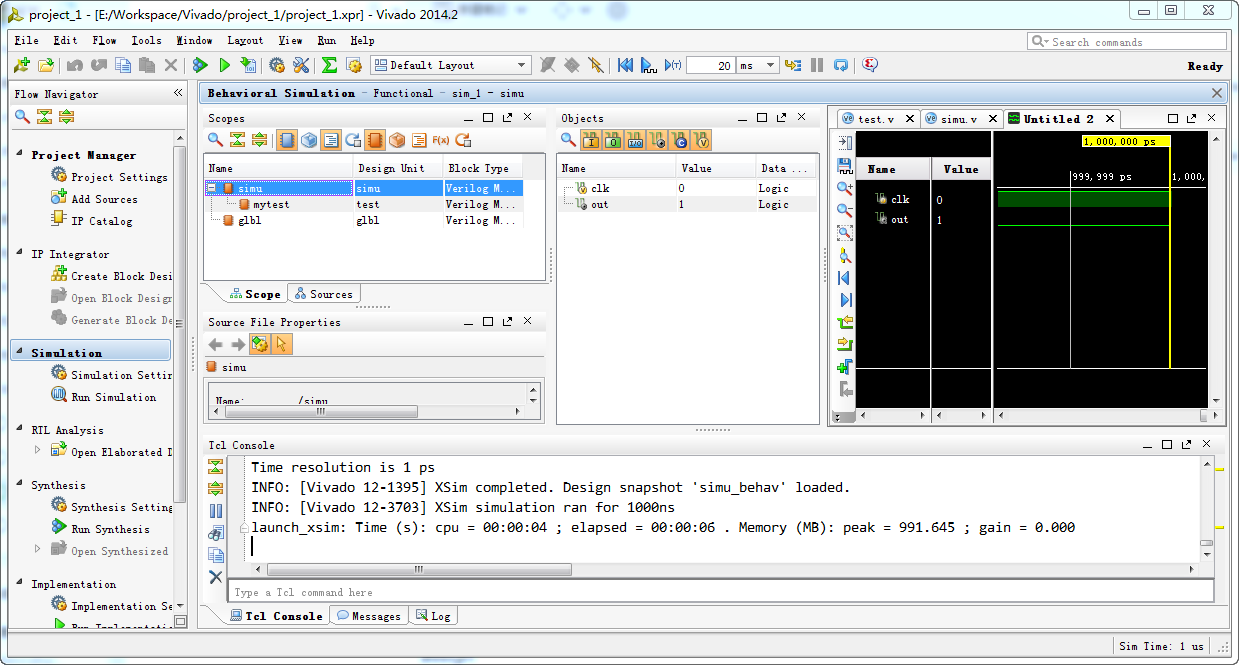 project_1 - [E:/Workspace/Vivado/project_1/project_1.xpr] - Vivado 2014.2
File Edit Flow Tools Window Layout View Run Help
Search commands
Default Layout
(T)
20 ms
Ready
Flow Navigator
Project Manager
Project Settings
Add Sources
IP Catalog
IP Integrator
Create Block Desi
Open Block Design
Generate Block De
Simulation
Simulation Settin
Run Simulation
RTL Analysis
Open Elaborated D
Synthesis
Synthesis Setting
Run Synthesis
Open Synthesized
Implementation
Implementation Se
Run Implementatio
Behavioral Simulation - Functional - sim_1 - simu
Scopes
F(x)
Name Design Unit Block Type
simu simu Verilog M...
mytest test Verilog M...
glbl glbl Verilog M...
Scope Sources
Source File Properties
simu
Name: /simu
Objects
I O I/O C V
Name Value Data ...
clk 0 Logic
out 1 Logic
test.v simu.v Untitled 2
1,000,000 ps
Name Value 999,999 ps 1,000,
clk 0
out 1
Tcl Console
Time resolution is 1 ps
INFO: [Vivado 12-1395] XSim completed. Design snapshot 'simu_behav' loaded.
INFO: [Vivado 12-3703] XSim simulation ran for 1000ns
launch_xsim: Time (s): cpu = 00:00:04 ; elapsed = 00:00:06 . Memory (MB): peak = 991.645 ; gain = 0.000
Type a Tcl command here
Tcl Console Messages Log
Sim Time: 1 us